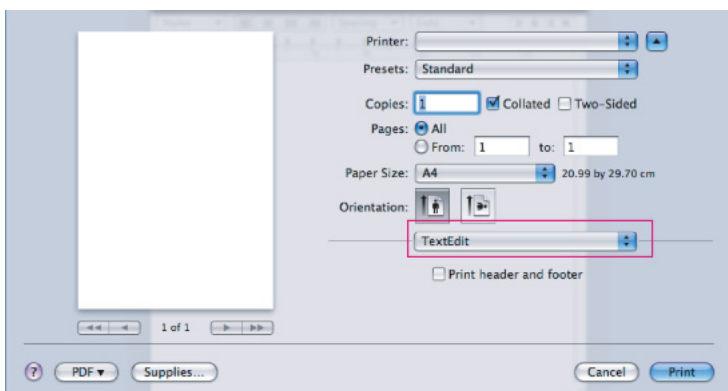 Printer:
Presets: Standard
Copies: 1 Collated Two-Sided
Pages: All
From: 1 to: 1
Paper Size: A4 20.99 by 29.70 cm
Orientation:
TextEdit
Print header and footer
1 of 1
? PDF Supplies... Cancel Print